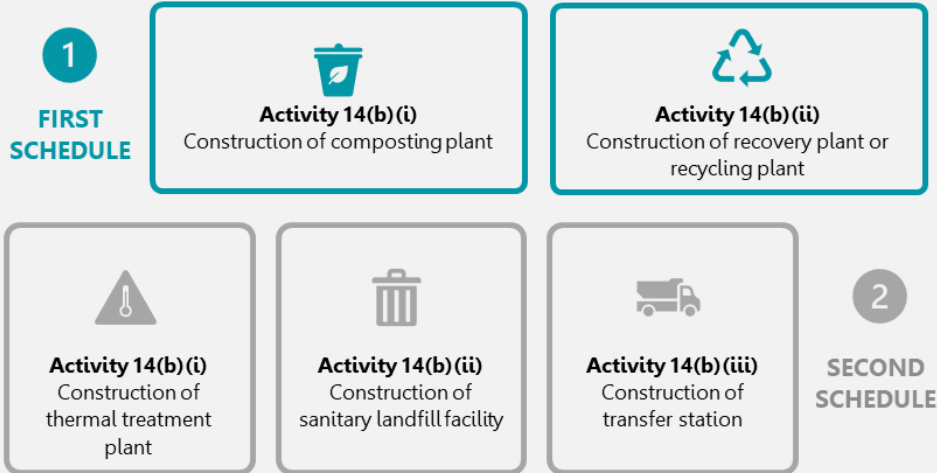 1
FIRST
SCHEDULE
Activity 14(b)(i)
Construction of composting plant
Activity 14(b)(ii)
Construction of recovery plant or
recycling plant
Activity 14(b)(i)
Construction of
thermal treatment
plant
Activity 14(b)(ii)
Construction of
sanitary landfill facility
Activity 14(b)(iii)
Construction of
transfer station
2
SECOND
SCHEDULE